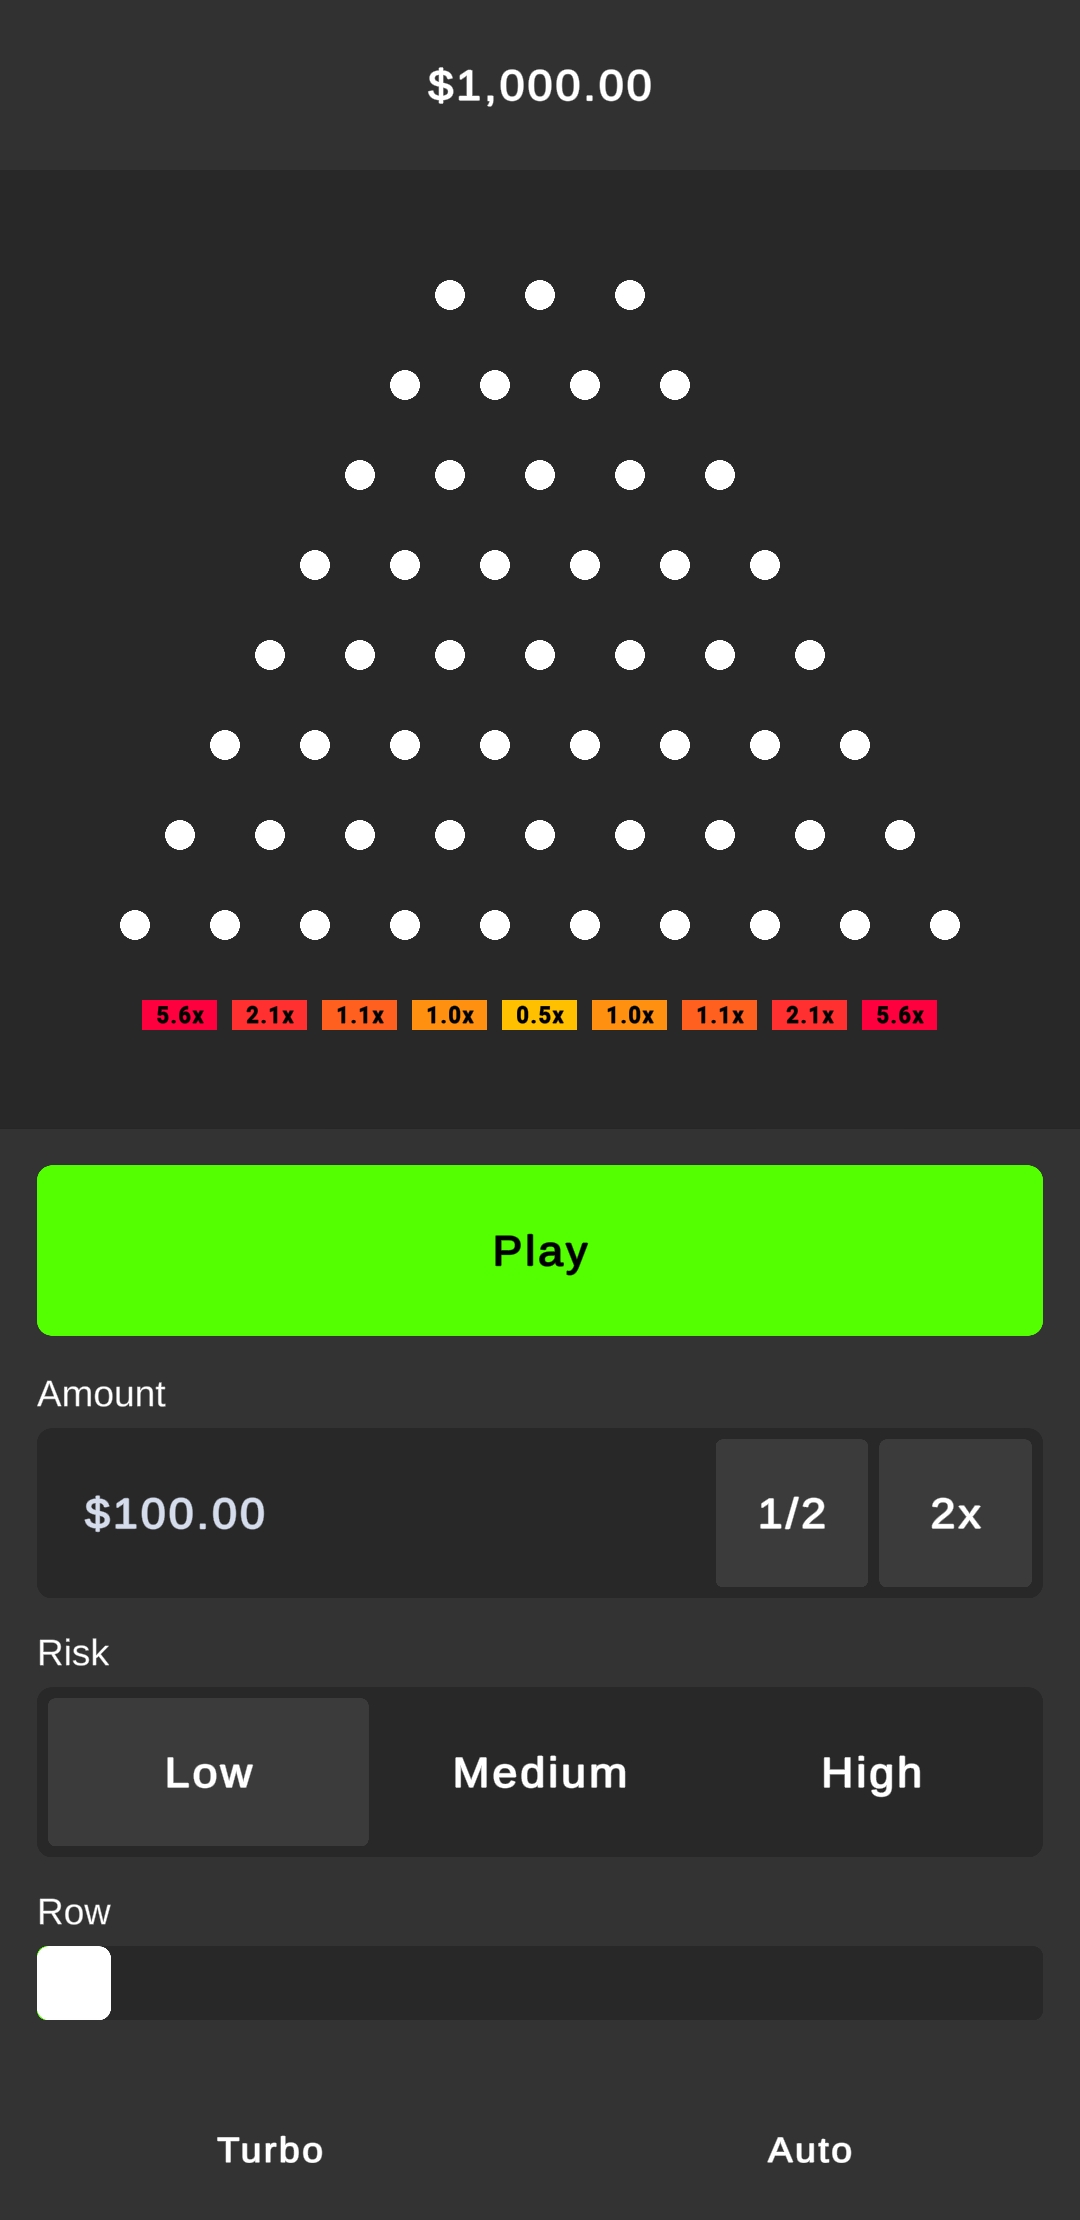 $1,000.00
5.6x 2.1x 1.1x 1.0x 0.5x 1.0x 1.1x 2.1x 5.6x
Play
Amount
$100.00 1/2 2x
Risk
Low Medium High
Row
Turbo Auto